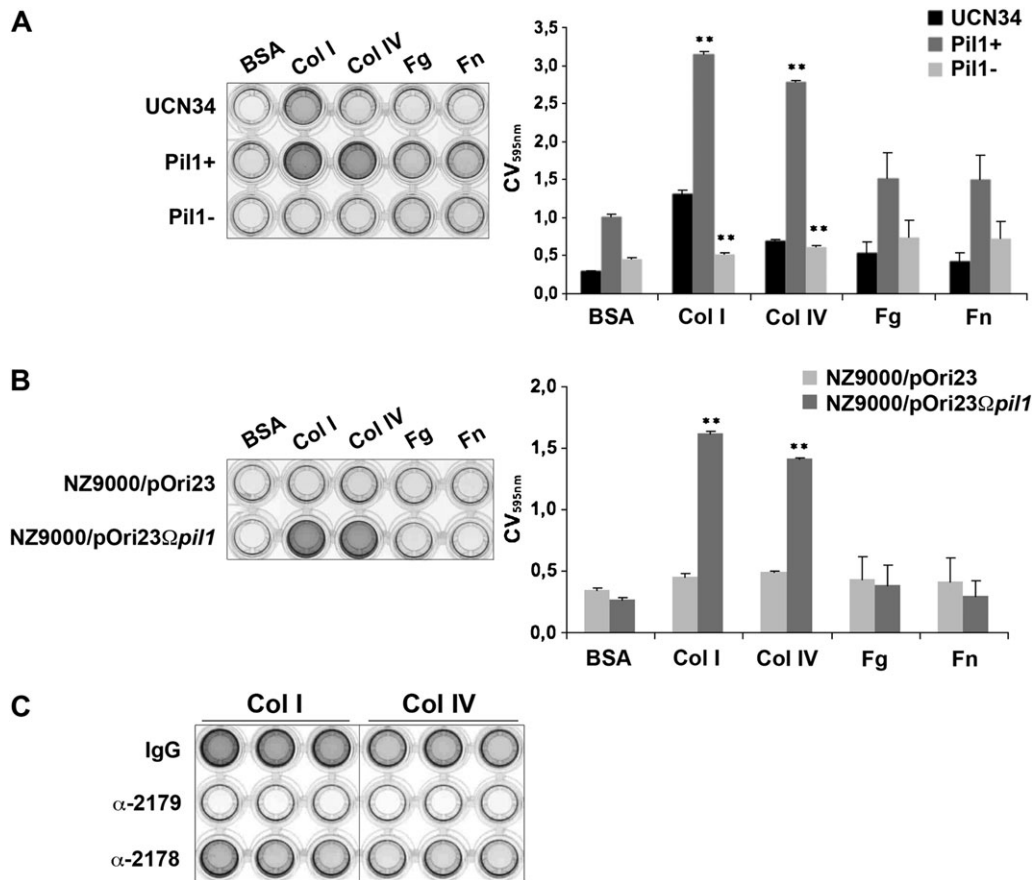 A
BSA Col I Col IV Fg Fn
UCN34
Pil1+
Pil1-
CV595nm
3,5
3,0
2,5
2,0
1,5
1,0
0,5
0,0
** ** ** **
BSA Col I Col IV Fg Fn
UCN34
Pil1+
Pil1-
B
BSA Col I Col IV Fg Fn
NZ9000/pOri23
NZ9000/pOri23Ωpil1
CV595nm
2,0
1,5
1,0
0,5
0,0
** **
BSA Col I Col IV Fg Fn
NZ9000/pOri23
NZ9000/pOri23Ωpil1
C
Col I Col IV
IgG
α-2179
α-2178